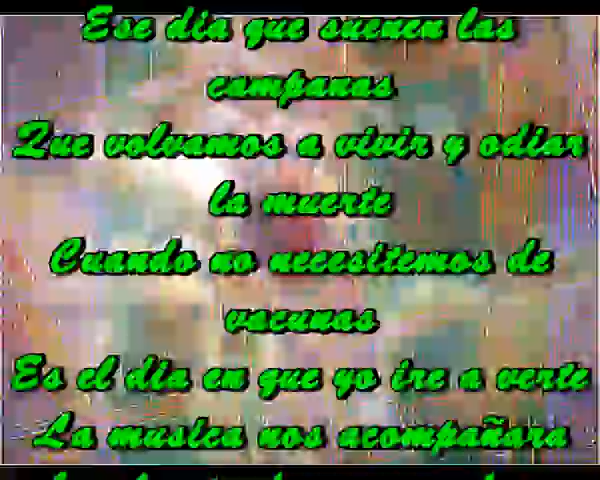 Ese dia que suenen las
campanas
Que volvamos a vivir y odiar
la muerte
Cuando no necesitemos de
vacunas
Es el dia en que yo ire a verte
La musica nos acompañara